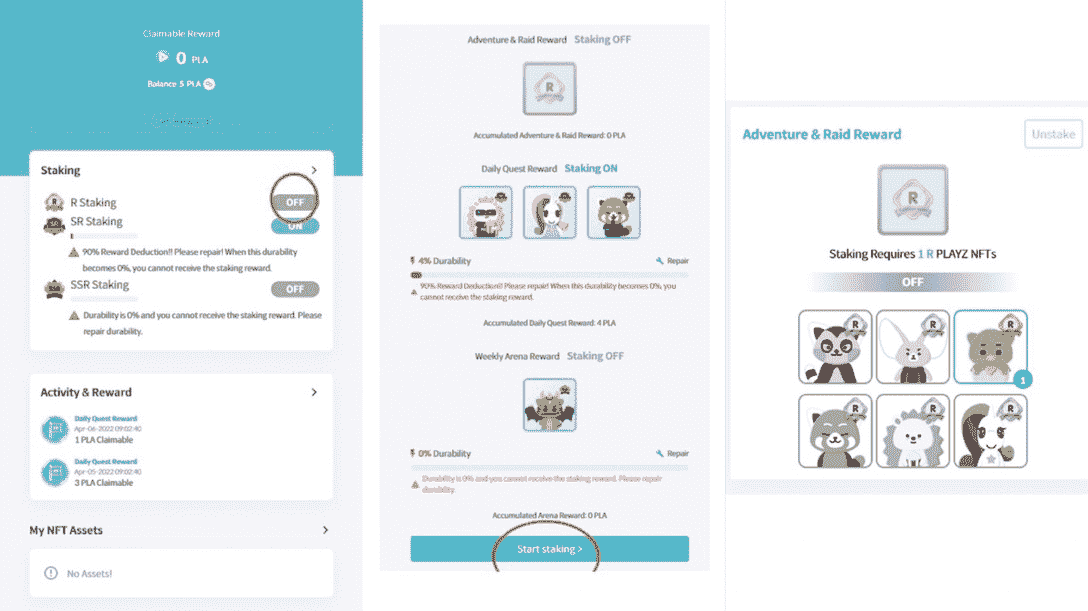 Claimable Reward
0 PLA
Balance 5 PLA
Staking
R Staking
OFF
SR Staking
ON
90% Reward Deduction!! Please repair! When this durability
becomes 0%, you cannot receive the staking reward.
SSR Staking
OFF
Durability is 0% and you cannot receive the staking reward. Please
repair durability.
Activity & Reward
Daily Quest Reward
Apr-06-2022 09:02:40
1 PLA Claimable
Daily Quest Reward
Apr-05-2022 09:02:40
3 PLA Claimable
My NFT Assets
No Assets!
Adventure & Raid Reward Staking OFF
R
Accumulated Adventure & Raid Reward: 0 PLA
Daily Quest Reward Staking ON
4% Durability
Repair
90% Reward Deduction!! Please repair! When this durability becomes 0%, you
cannot receive the staking reward.
Accumulated Daily Quest Reward: 4 PLA
Weekly Arena Reward Staking OFF
0% Durability
Repair
Durability is 0% and you cannot receive the staking reward. Please repair
durability.
Accumulated Arena Reward: 0 PLA
Start staking >
Adventure & Raid Reward
Unstake
R
Staking Requires 1 R PLAYZ NFTs
OFF
R
R
R
1
R
R
R